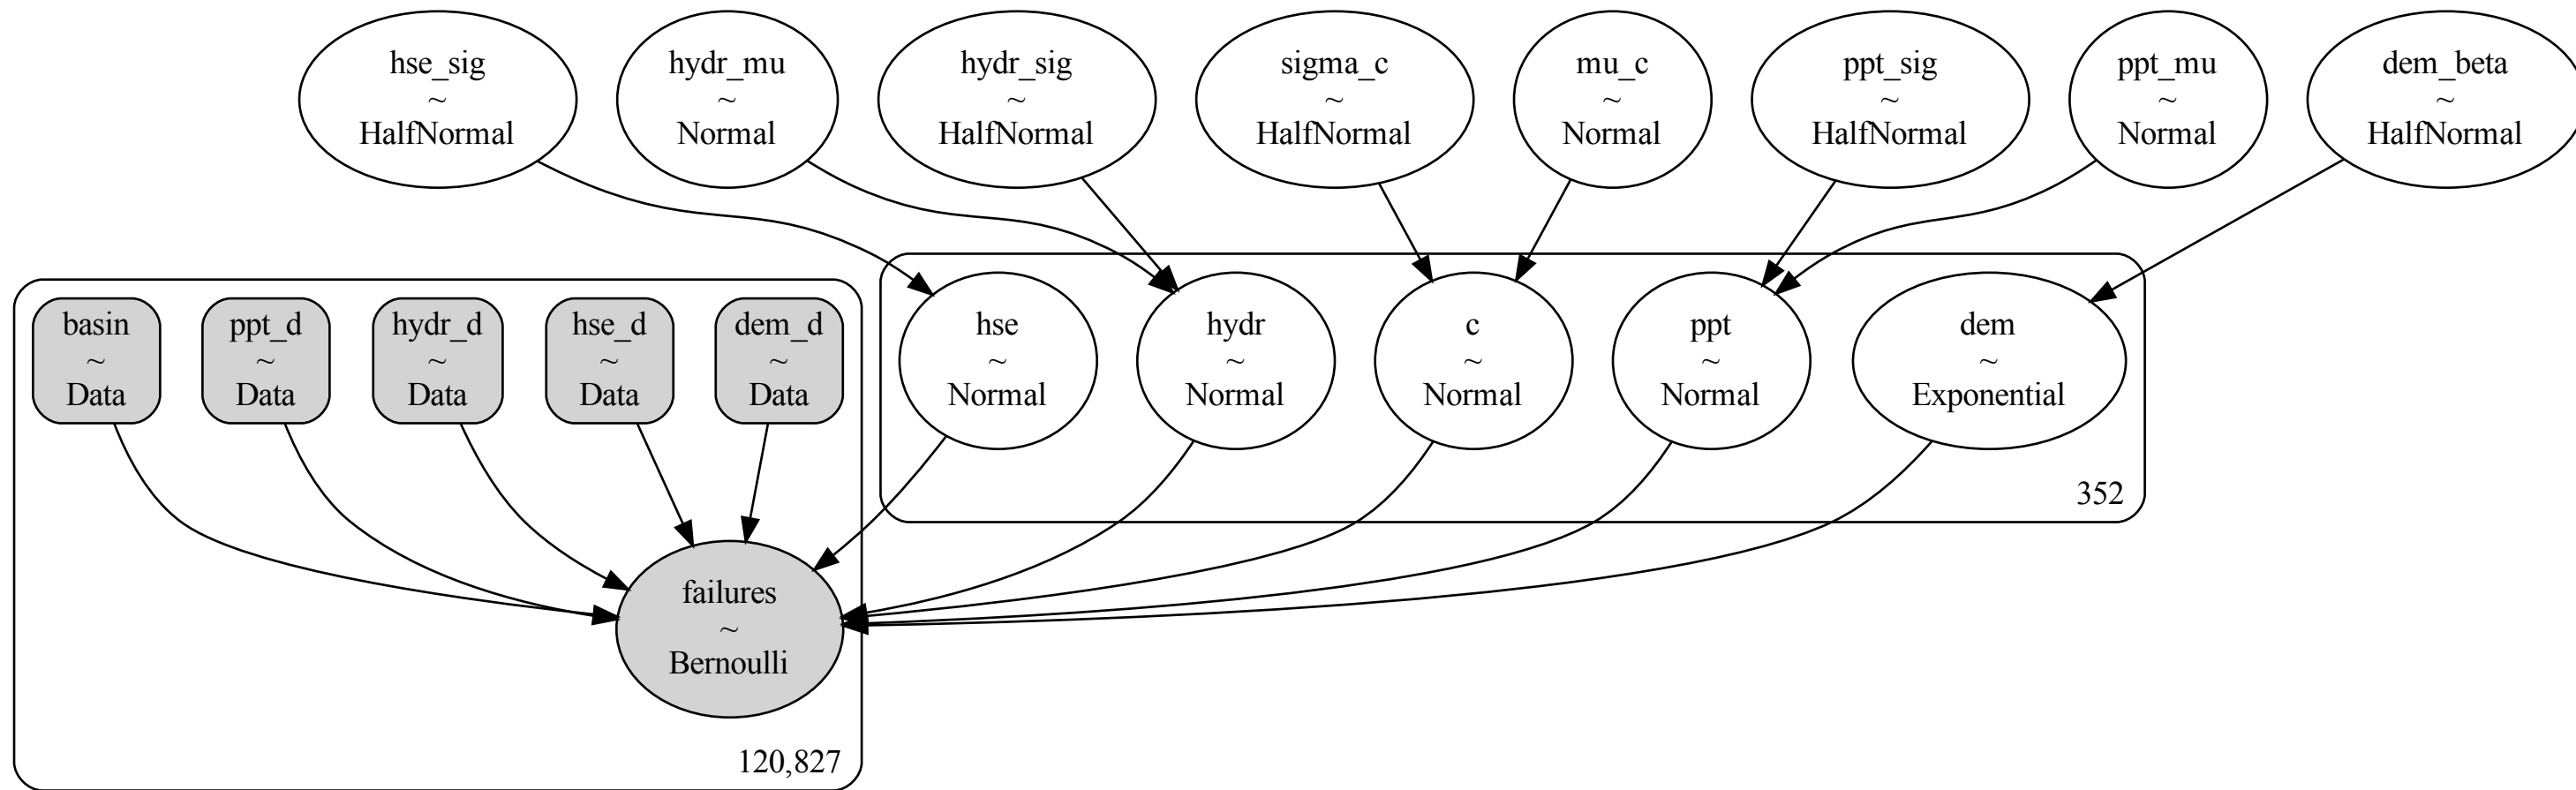 hse_sig
~
HalfNormal
hydr_mu
~
Normal
hydr_sig
~
HalfNormal
sigma_c
~
HalfNormal
mu_c
~
Normal
ppt_sig
~
HalfNormal
ppt_mu
~
Normal
dem_beta
~
HalfNormal
basin
~
Data
ppt_d
~
Data
hydr_d
~
Data
hse_d
~
Data
dem_d
~
Data
hse
~
Normal
hydr
~
Normal
c
~
Normal
ppt
~
Normal
dem
~
Exponential
352
failures
~
Bernoulli
120,827